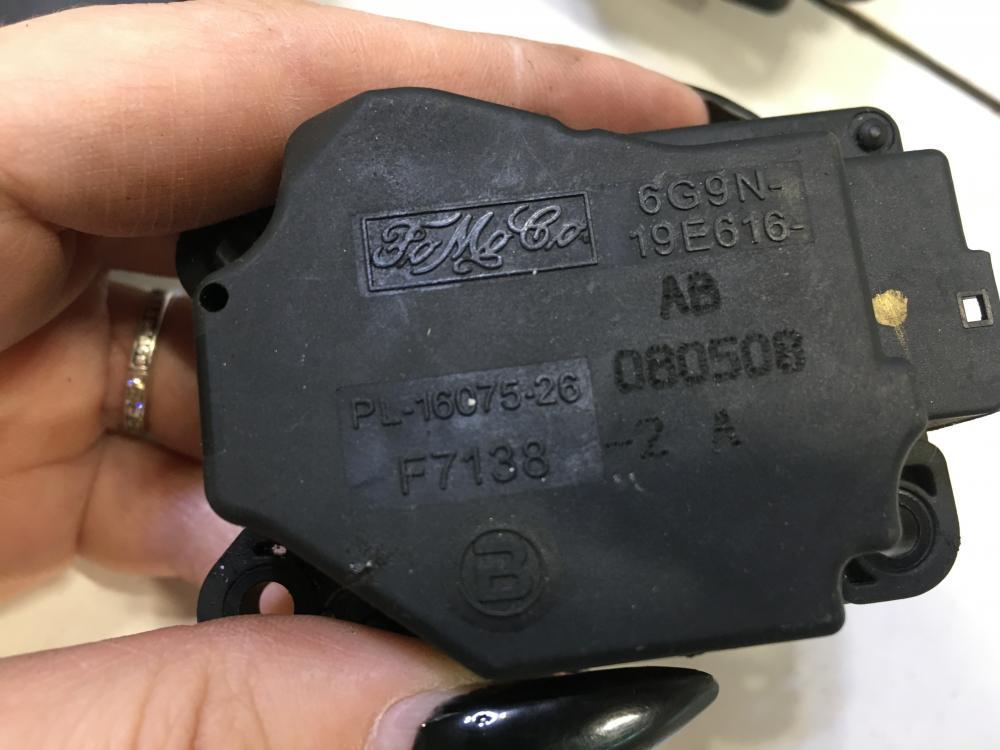 FoMoCo
6G9N-
19E616-
AB
080508
-2 A
PL-16075-26
F7138
B